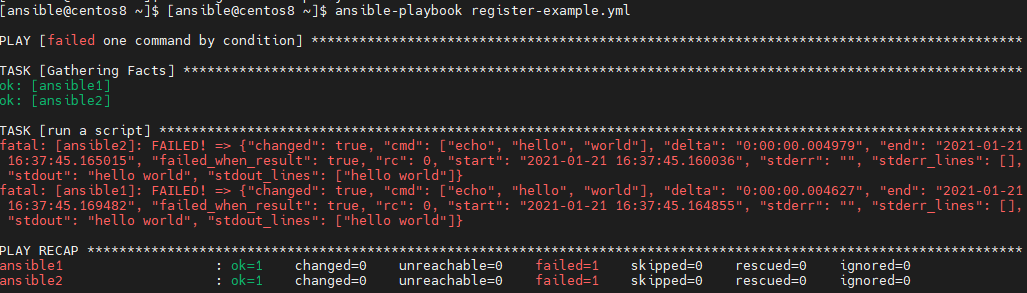 [ansible@centos8 ~]$ [ansible@centos8 ~]$ ansible-playbook register-example.yml
PLAY [failed one command by condition] *****************************************************************************************
TASK [Gathering Facts] *********************************************************************************************************
ok: [ansible1]
ok: [ansible2]
TASK [run a script] ************************************************************************************************************
fatal: [ansible2]: FAILED! => {"changed": true, "cmd": ["echo", "hello", "world"], "delta": "0:00:00.004979", "end": "2021-01-21
16:37:45.165015", "failed_when_result": true, "rc": 0, "start": "2021-01-21 16:37:45.160036", "stderr": "", "stderr_lines": [],
"stdout": "hello world", "stdout_lines": ["hello world"]}
fatal: [ansible1]: FAILED! => {"changed": true, "cmd": ["echo", "hello", "world"], "delta": "0:00:00.004627", "end": "2021-01-21
16:37:45.169482", "failed_when_result": true, "rc": 0, "start": "2021-01-21 16:37:45.164855", "stderr": "", "stderr_lines": [],
"stdout": "hello world", "stdout_lines": ["hello world"]}
PLAY RECAP *********************************************************************************************************************
ansible1 : ok=1 changed=0 unreachable=0 failed=1 skipped=0 rescued=0 ignored=0
ansible2 : ok=1 changed=0 unreachable=0 failed=1 skipped=0 rescued=0 ignored=0